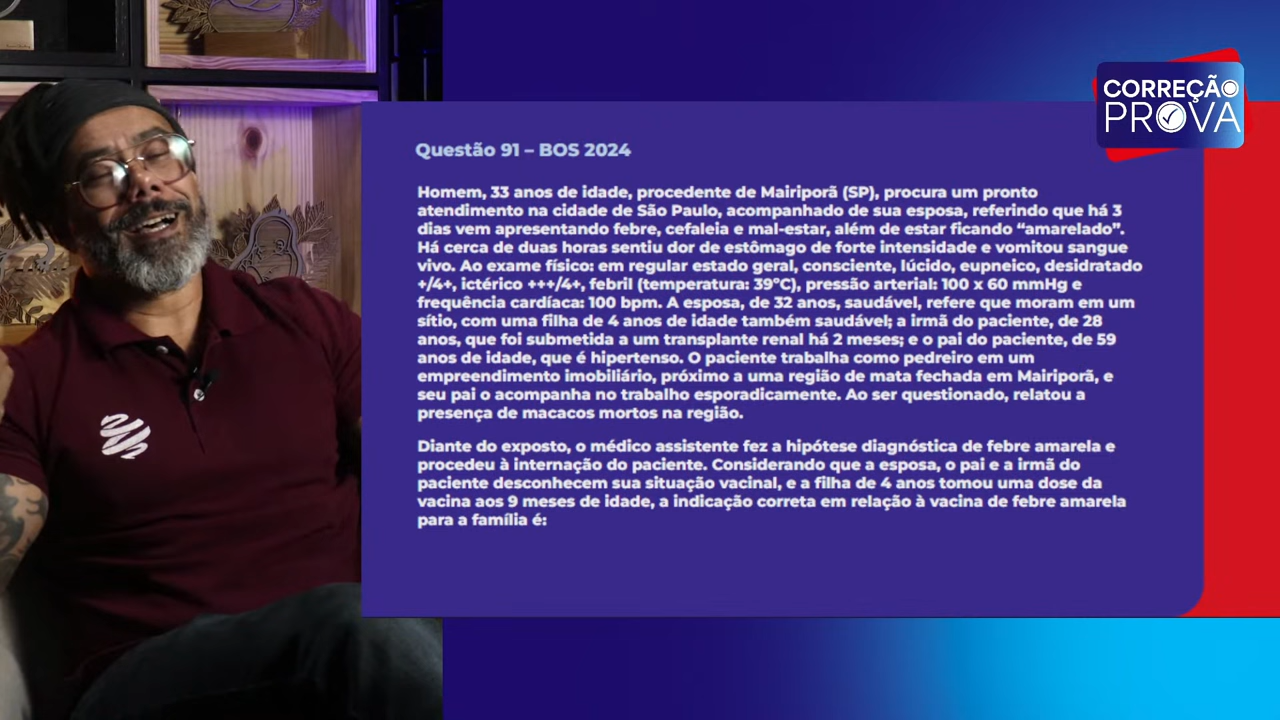 CORREÇÃO
PROVA
Questão 91 – BOS 2024
Homem, 33 anos de idade, procedente de Mairiporã (SP), procura um pronto
atendimento na cidade de São Paulo, acompanhado de sua esposa, referindo que há 3
dias vem apresentando febre, cefaleia e mal-estar, além de estar ficando “amarelado”.
Há cerca de duas horas sentiu dor de estômago de forte intensidade e vomitou sangue
vivo. Ao exame físico: em regular estado geral, consciente, lúcido, eupneico, desidratado
+/4+, ictérico +++/4+, febril (temperatura: 39°C), pressão arterial: 100 x 60 mmHg e
frequência cardíaca: 100 bpm. A esposa, de 32 anos, saudável, refere que moram em um
sítio, com uma filha de 4 anos de idade também saudável; a irmã do paciente, de 28
anos, que foi submetida a um transplante renal há 2 meses; e o pai do paciente, de 59
anos de idade, que é hipertenso. O paciente trabalha como pedreiro em um
empreendimento imobiliário, próximo a uma região de mata fechada em Mairiporã, e
seu pai o acompanha no trabalho esporadicamente. Ao ser questionado, relatou a
presença de macacos mortos na região.
Diante do exposto, o médico assistente fez a hipótese diagnóstica de febre amarela e
procedeu à internação do paciente. Considerando que a esposa, o pai e a irmã do
paciente desconhecem sua situação vacinal, e a filha de 4 anos tomou uma dose da
vacina aos 9 meses de idade, a indicação correta em relação à vacina de febre amarela
para a família é: